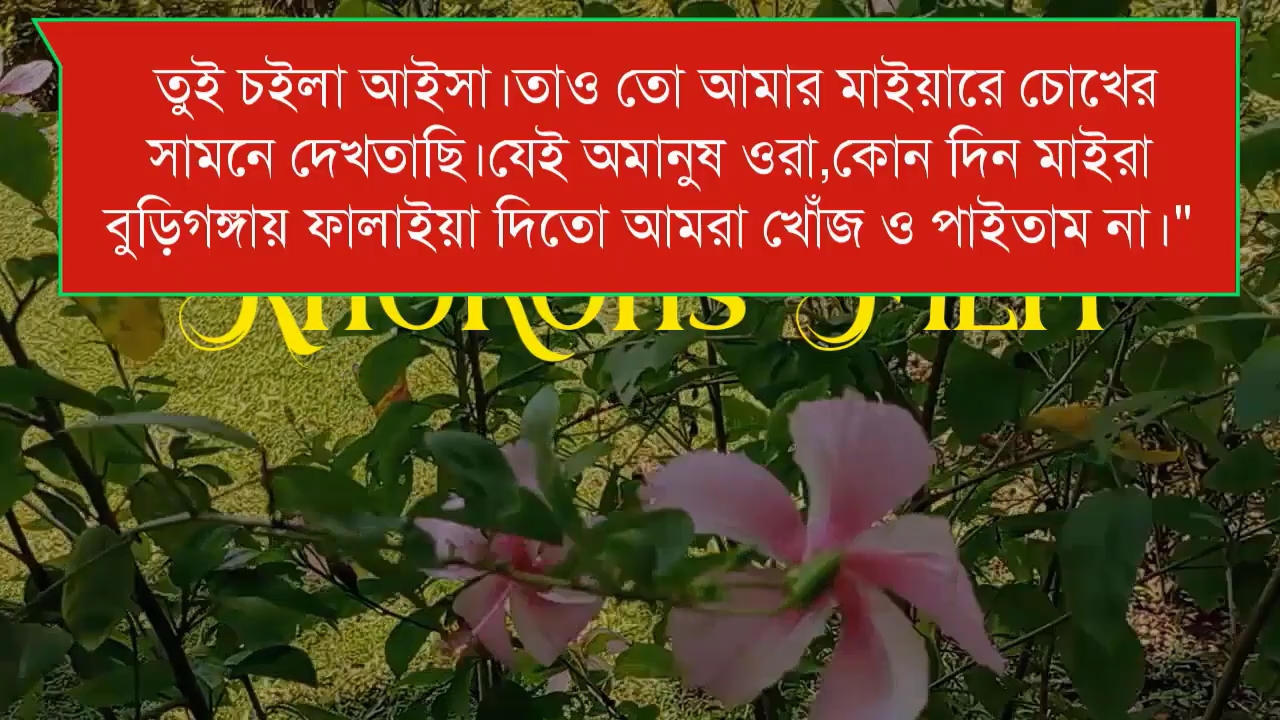 তুই চইলা আইসা।তাও তো আমার মাইয়ারে চোখের
সামনে দেখতাছি।যেই অমানুষ ওরা,কোন দিন মাইরা
বুড়িগঙ্গায় ফালাইয়া দিতো আমরা খোঁজ ও পাইতাম না।"